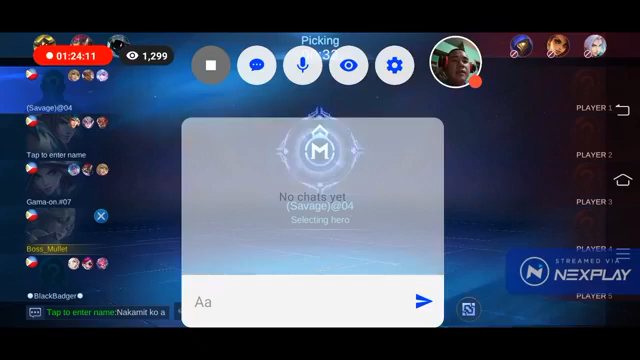 Picking
01:24:11
1,299
(Savage)@04
PLAYER 1
Tap to enter name
PLAYER 2
No chats yet
(Savage)@04
Selecting hero
Gama-on.#07
PLAYER 3
Boss_Mullet
PLAYER 4
STREAMED VIA
NEXPLAY
BlackBadger
PLAYER 5
Aa
Tap to enter name:Nakamit ko a